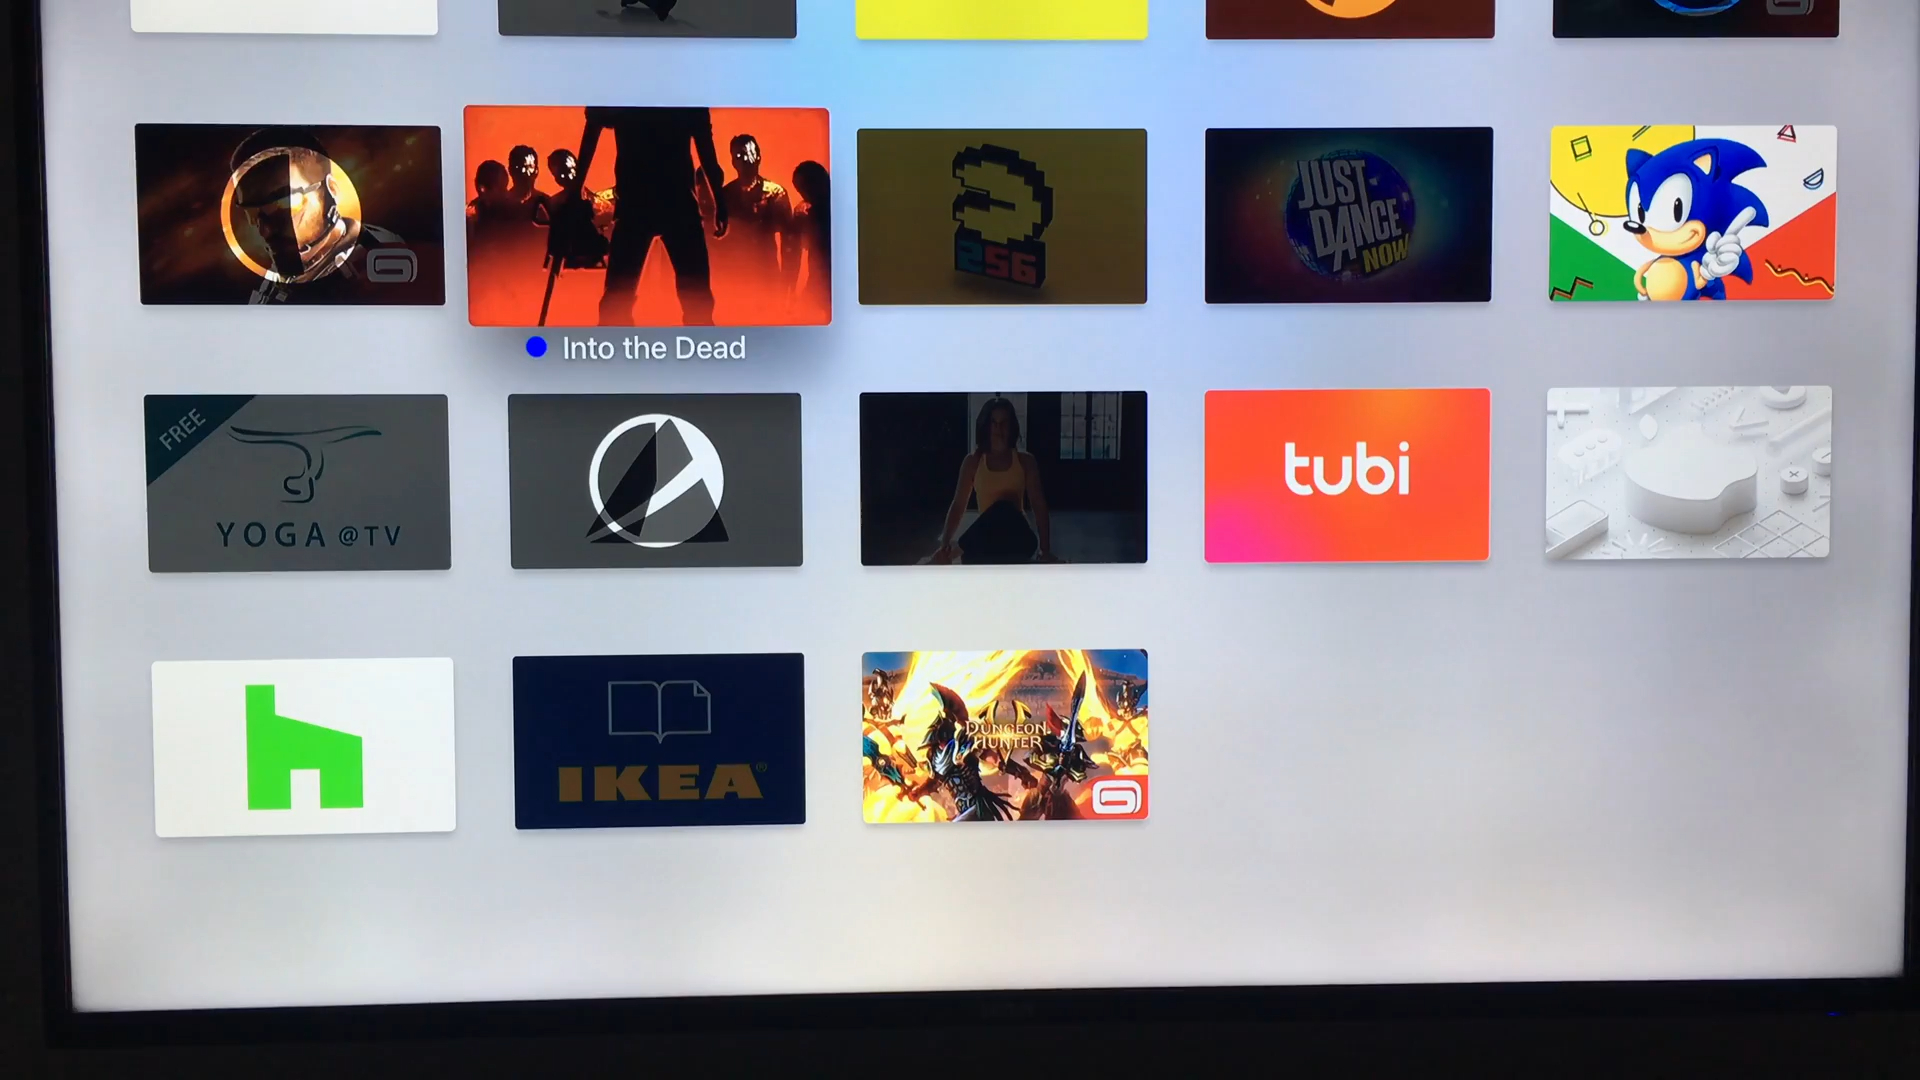 JUST
DANCE
NOW
256
Into the Dead
FREE
YOGA @TV
tubi
IKEA®
DUNGEON
HUNTER